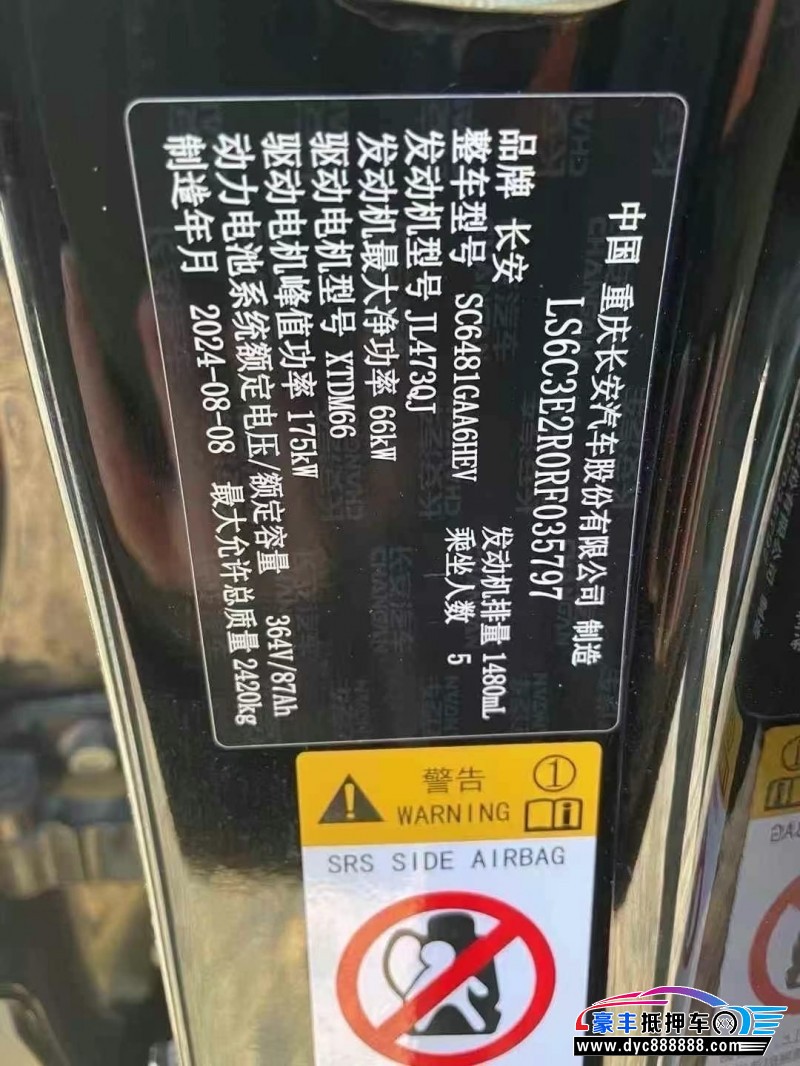 中国 重庆长安汽车股份有限公司 制造
LS6C3E2R0RF035797
品牌 长安
整车型号 SC6481GAA6HEV
发动机排量 1480mL
发动机型号 JL473QJ
乘坐人数 5
发动机最大净功率 66kW
驱动电机型号 XTDM66
驱动电机峰值功率 175kW
动力电池系统额定电压/额定容量 364V/87Ah
制造年月 2024-08-08 最大允许总质量 2420kg
警告
WARNING
①
SRS SIDE AIRBAG
豪丰抵押车
www.dyc888888.com